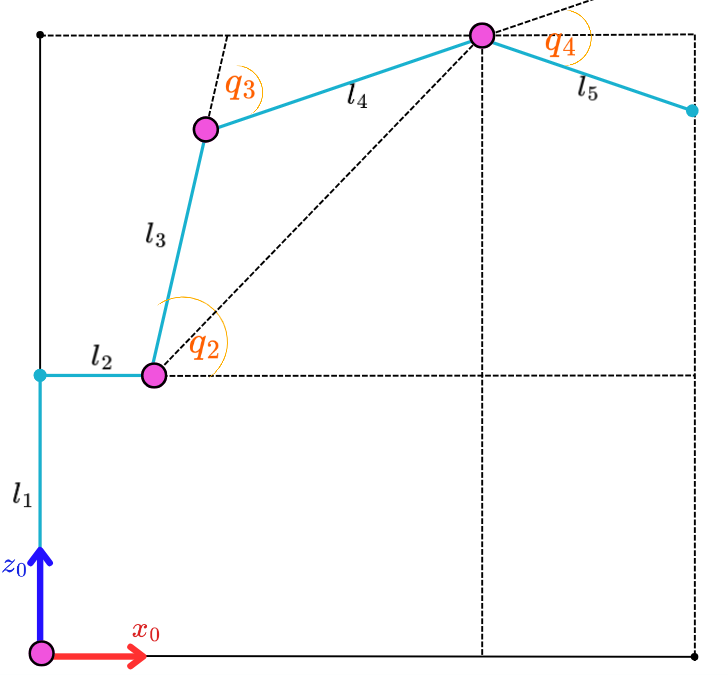 q₄
q₃
l₄
l₅
l₃
q₂
l₂
l₁
z₀
x₀